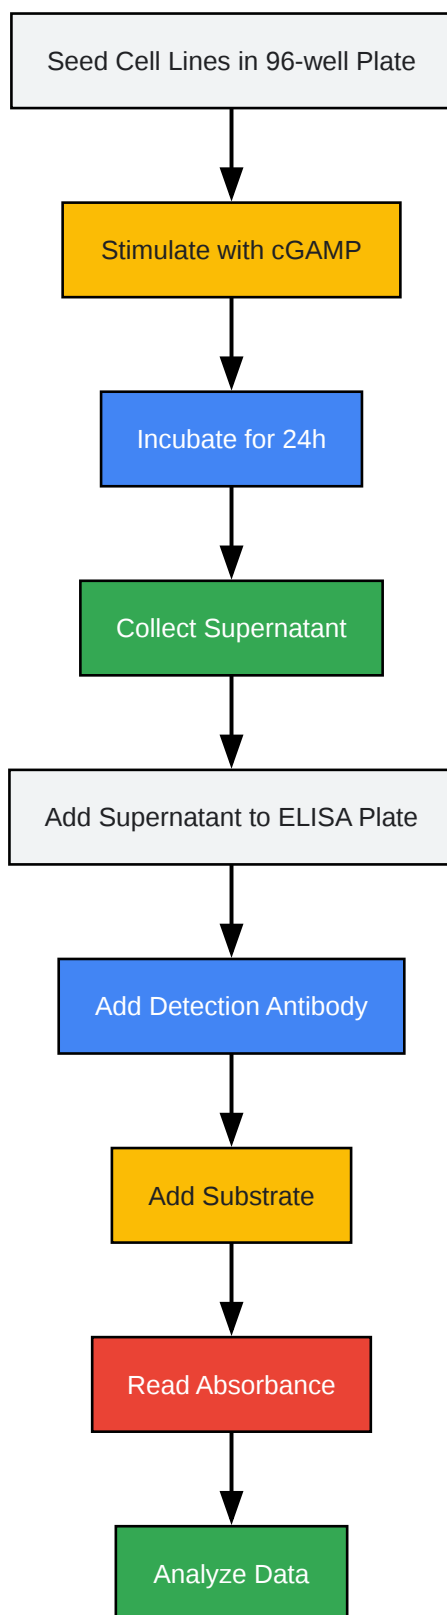 Seed Cell Lines in 96-well Plate
Stimulate with cGAMP
Incubate for 24h
Collect Supernatant
Add Supernatant to ELISA Plate
Add Detection Antibody
Add Substrate
Read Absorbance
Analyze Data